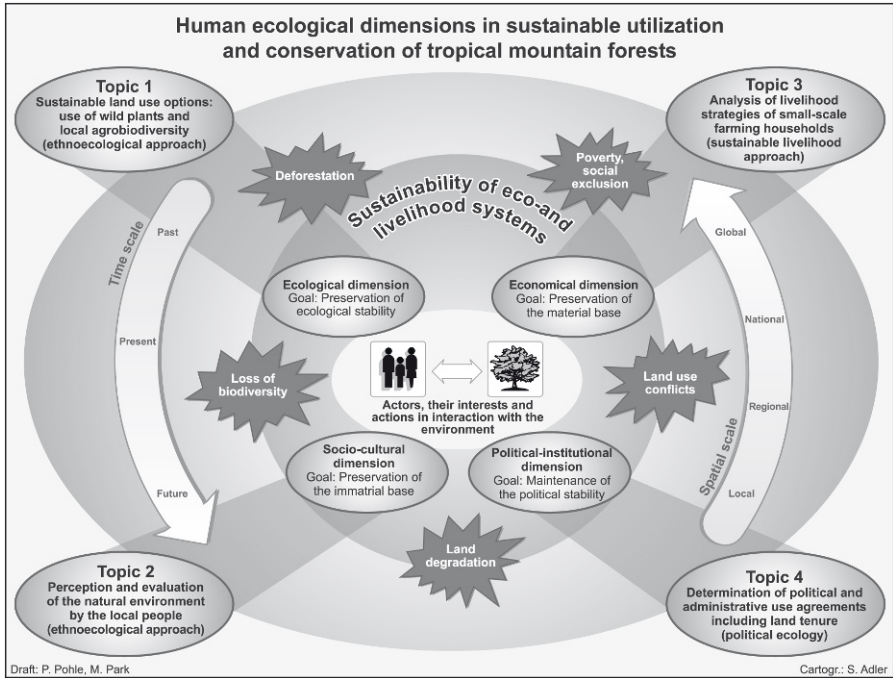 Human ecological dimensions in sustainable utilization
and conservation of tropical mountain forests
Topic 1
Sustainable land use options:
use of wild plants and
local agrobiodiversity
(ethnoecological approach)
Topic 3
Analysis of livelihood
strategies of small-scale
farming households
(sustainable livelihood
approach)
Deforestation
Poverty,
social
exclusion
Sustainability of eco-and
livelihood systems
Time scale
Past
Present
Future
Global
National
Regional
Local
Spatial scale
Ecological dimension
Goal: Preservation of
ecological stability
Economical dimension
Goal: Preservation of
the material base
Loss of
biodiversity
Land use
conflicts
Actors, their interests and
actions in interaction with the
environment
Socio-cultural
dimension
Goal: Preservation of
the immatrial base
Political-institutional
dimension
Goal: Maintenance of
the political stability
Land
degradation
Topic 2
Perception and evaluation
of the natural environment
by the local people
(ethnoecological approach)
Topic 4
Determination of political and
administrative use agreements
including land tenure
(political ecology)
Draft: P. Pohle, M. Park
Cartogr.: S. Adler